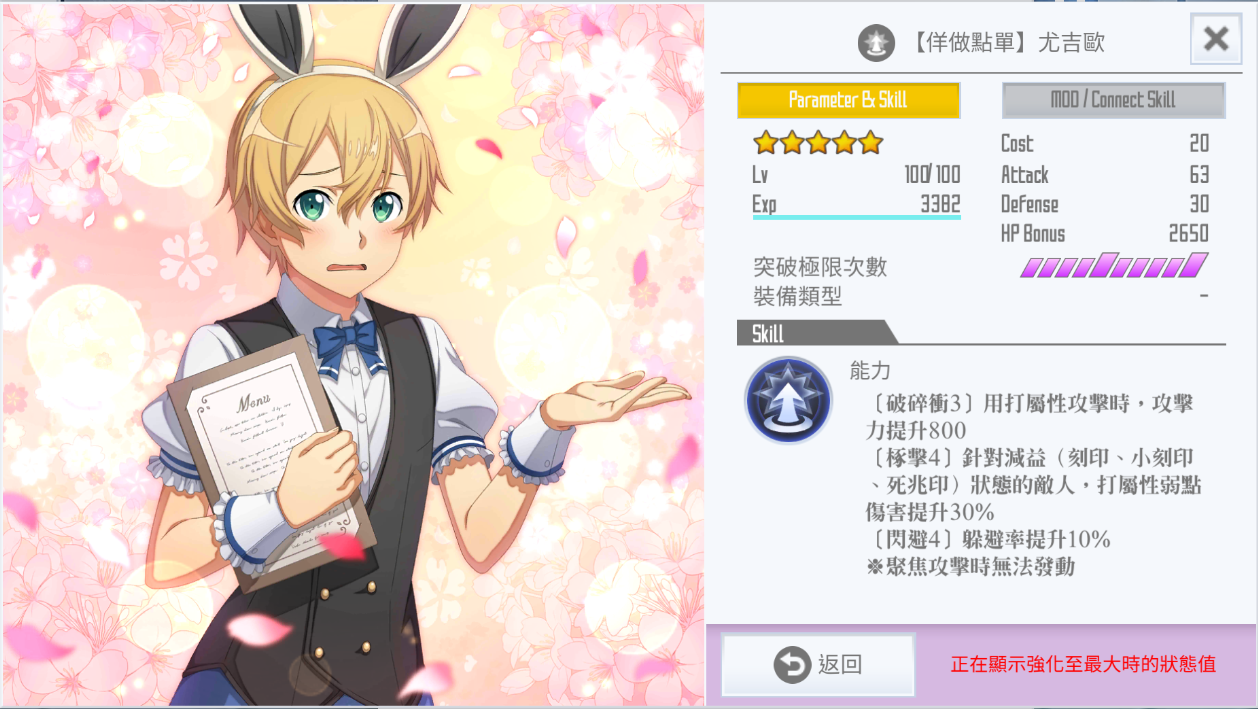 【佯做點單】尤吉歐
Parameter & Skill
MOD / Connect Skill
Lv 100/100
Exp 3382
突破極限次數
裝備類型 -
Cost 20
Attack 63
Defense 30
HP Bonus 2650
Skill
能力
〔破碎衝3〕用打屬性攻擊時，攻擊
力提升800
〔椓擊4〕針對減益（刻印、小刻印
、死兆印）狀態的敵人，打屬性弱點
傷害提升30%
〔閃避4〕躲避率提升10%
※聚焦攻擊時無法發動
返回
正在顯示強化至最大時的狀態值
Menu